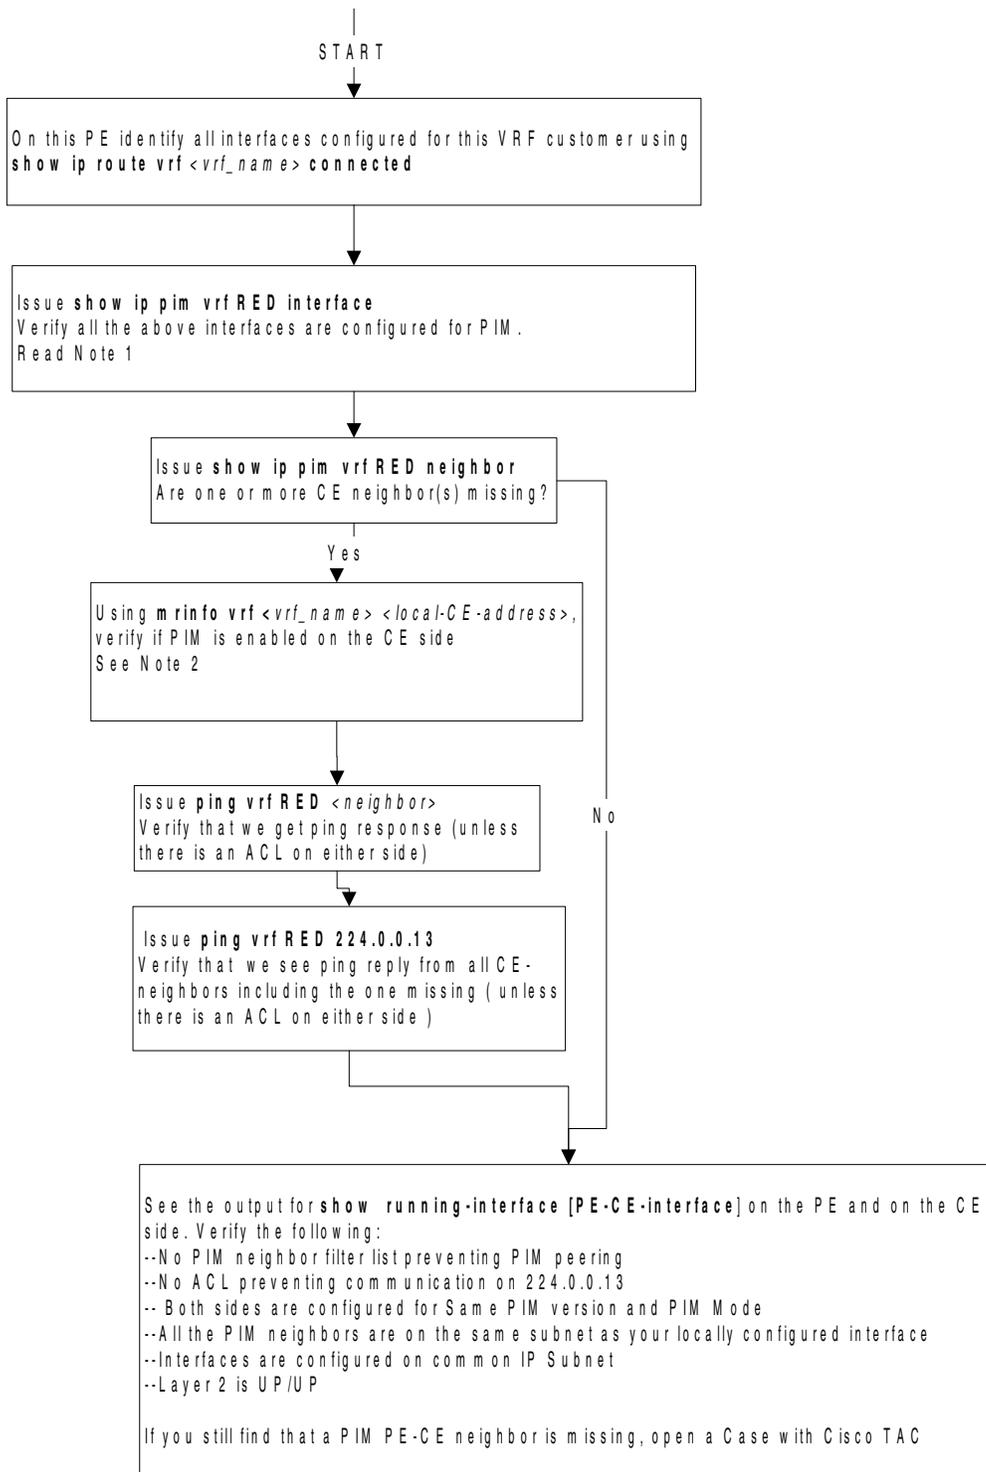 START
On this PE identify all interfaces configured for this VRF customer using
show ip route vrf <vrf_name> connected
Issue show ip pim vrf RED interface
Verify all the above interfaces are configured for PIM.
Read Note 1
Issue show ip pim vrf RED neighbor
Are one or more CE neighbor(s) missing?
Yes
Using mrinfo vrf <vrf_name> <local-CE-address>,
verify if PIM is enabled on the CE side
See Note 2
Issue ping vrf RED <neighbor>
Verify that we get ping response (unless
there is an ACL on either side)
No
Issue ping vrf RED 224.0.0.13
Verify that we see ping reply from all CE-
neighbors including the one missing ( unless
there is an ACL on either side )
See the output for show running-interface [PE-CE-interface] on the PE and on the CE
side. Verify the following:
--No PIM neighbor filter list preventing PIM peering
--No ACL preventing communication on 224.0.0.13
-- Both sides are configured for Same PIM version and PIM Mode
--All the PIM neighbors are on the same subnet as your locally configured interface
--Interfaces are configured on common IP Subnet
--Layer 2 is UP/UP
If you still find that a PIM PE-CE neighbor is missing, open a Case with Cisco TAC